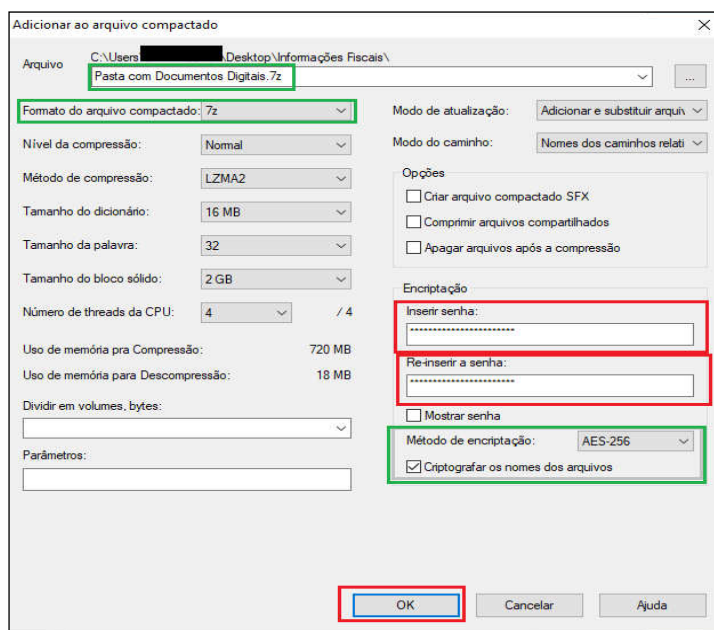 Adicionar ao arquivo compactado
Arquivo
C:\Users\ \Desktop\Informações Fiscais\
Pasta com Documentos Digitais.7z
...
Formato do arquivo compactado: 7z
Nível da compressão: Normal
Método de compressão: LZMA2
Tamanho do dicionário: 16 MB
Tamanho da palavra: 32
Tamanho do bloco sólido: 2 GB
Número de threads da CPU: 4 / 4
Uso de memória pra Compressão: 720 MB
Uso de memória para Descompressão: 18 MB
Dividir em volumes, bytes:
Parâmetros:
Modo de atualização: Adicionar e substituir arquiv
Modo do caminho: Nomes dos caminhos relati
Opções
Criar arquivo compactado SFX
Comprimir arquivos compartilhados
Apagar arquivos após a compressão
Encriptação
Inserir senha:
Re-inserir a senha:
Mostrar senha
Método de encriptação: AES-256
Criptografar os nomes dos arquivos
OK Cancelar Ajuda